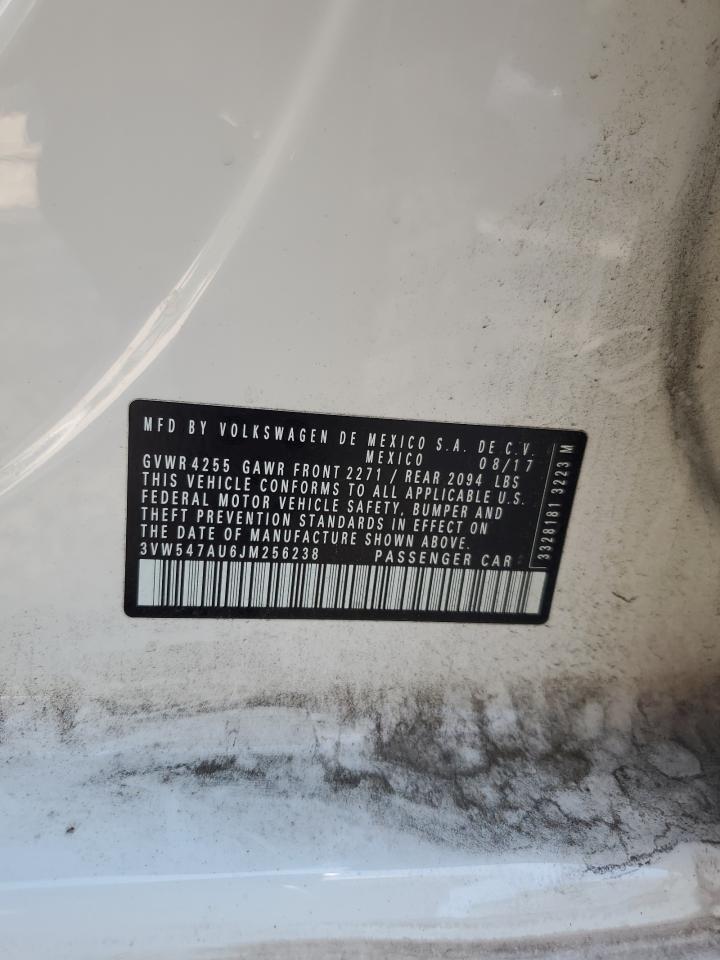 MFD BY VOLKSWAGEN DE MEXICO S.A. DE C.V.
MEXICO 08/17
GVWR 4255 GAWR FRONT 2271 / REAR 2094 LBS
THIS VEHICLE CONFORMS TO ALL APPLICABLE U.S.
FEDERAL MOTOR VEHICLE SAFETY, BUMPER AND
THEFT PREVENTION STANDARDS IN EFFECT ON
THE DATE OF MANUFACTURE SHOWN ABOVE.
3VW547AU6JM256238 PASSENGER CAR
3328181 3223 M